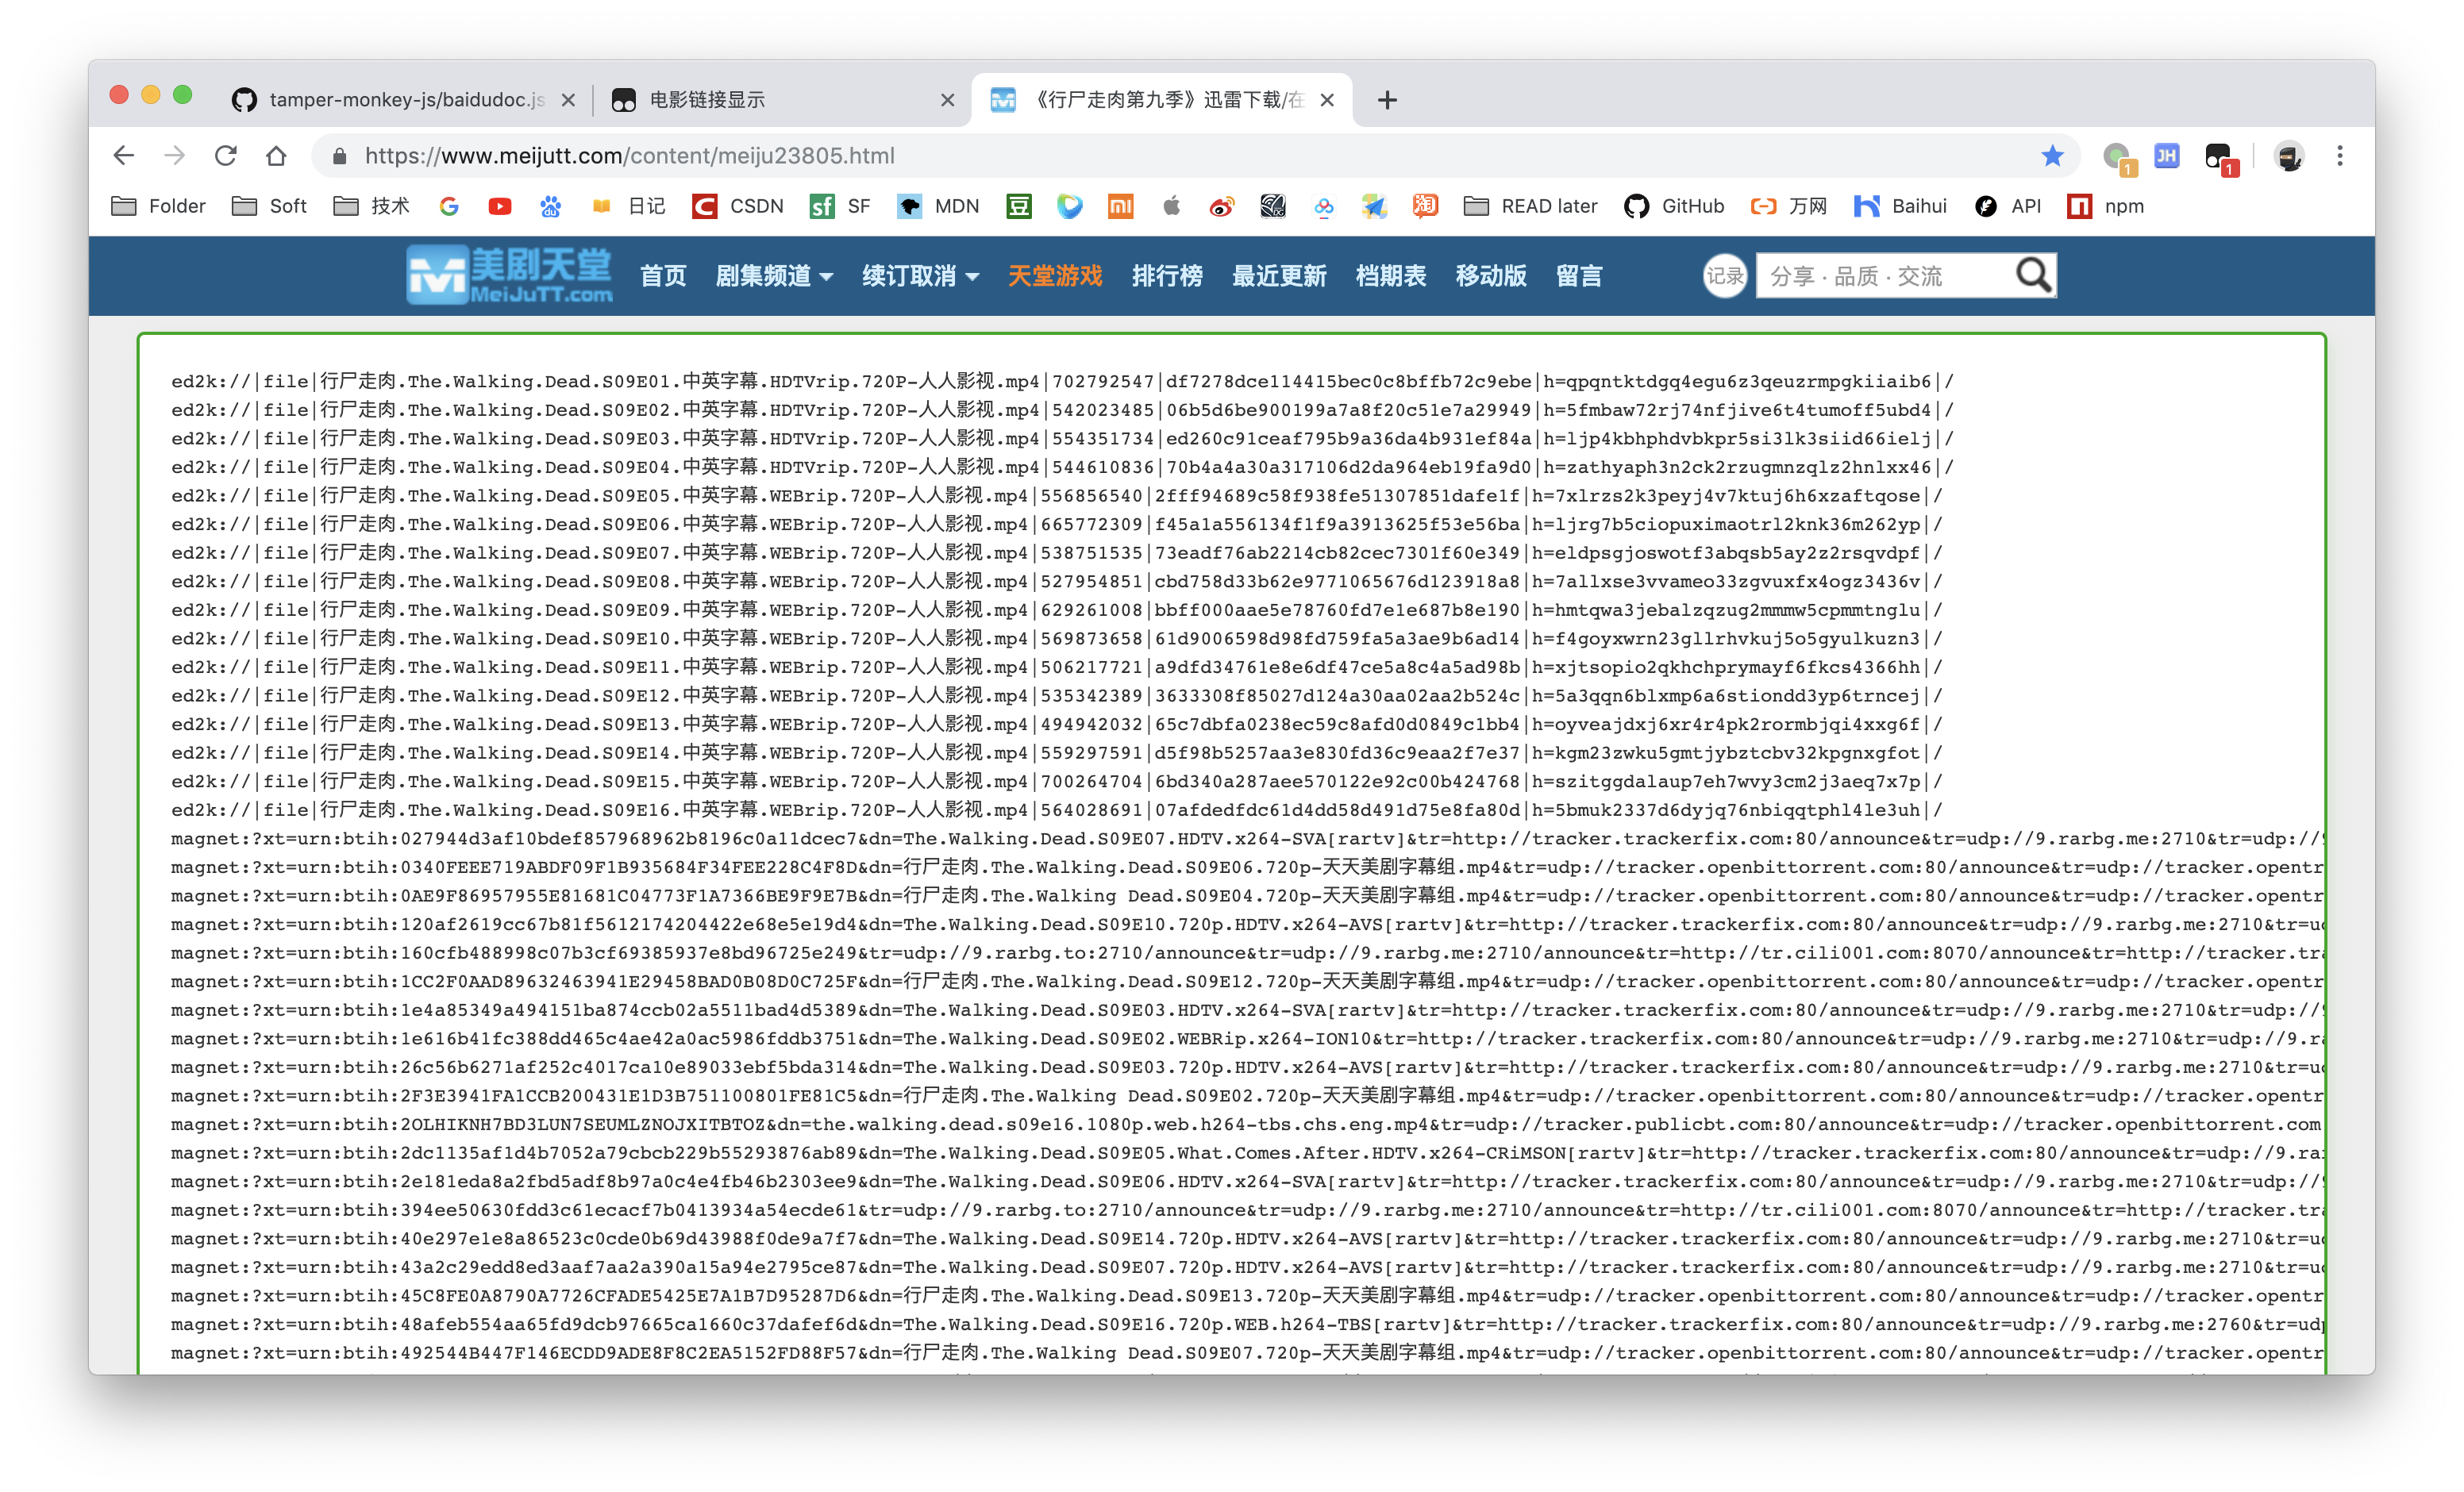 tamper-monkey-js/baidudoc.js
电影链接显示
《行尸走肉第九季》迅雷下载/在
https://www.meijutt.com/content/meiju23805.html
1
JH
1
Folder
Soft
技术
日记
CSDN
SF
MDN
READ later
GitHub
万网
Baihui
API
npm
美剧天堂
MeiJuTT.com
首页 剧集频道 续订取消 天堂游戏 排行榜 最近更新 档期表 移动版 留言
记录
分享 · 品质 · 交流
ed2k://|file|行尸走肉.The.Walking.Dead.S09E01.中英字幕.HDTVrip.720P-人人影视.mp4|702792547|df7278dce114415bec0c8bffb72c9ebe|h=qpqntktdgq4egu6z3qeuzrmpgkiiaib6|/
ed2k://|file|行尸走肉.The.Walking.Dead.S09E02.中英字幕.HDTVrip.720P-人人影视.mp4|542023485|06b5d6be900199a7a8f20c51e7a29949|h=5fmbaw72rj74nfjive6t4tumoff5ubd4|/
ed2k://|file|行尸走肉.The.Walking.Dead.S09E03.中英字幕.HDTVrip.720P-人人影视.mp4|554351734|ed260c91ceaf795b9a36da4b931ef84a|h=ljp4kbhphdvbkpr5si3lk3siid66ielj|/
ed2k://|file|行尸走肉.The.Walking.Dead.S09E04.中英字幕.HDTVrip.720P-人人影视.mp4|544610836|70b4a4a30a317106d2da964eb19fa9d0|h=zathyaph3n2ck2rzugmnzqlz2hnlxx46|/
ed2k://|file|行尸走肉.The.Walking.Dead.S09E05.中英字幕.WEBrip.720P-人人影视.mp4|556856540|2fff94689c58f938fe51307851dafe1f|h=7xlrzs2k3peyj4v7ktuj6h6xzaftqose|/
ed2k://|file|行尸走肉.The.Walking.Dead.S09E06.中英字幕.WEBrip.720P-人人影视.mp4|665772309|f45a1a556134f1f9a3913625f53e56ba|h=ljrg7b5ciopuximaotrl2knk36m262yp|/
ed2k://|file|行尸走肉.The.Walking.Dead.S09E07.中英字幕.WEBrip.720P-人人影视.mp4|538751535|73eadf76ab2214cb82cec7301f60e349|h=eldpsgjoswotf3abqsb5ay2z2rsqvdpf|/
ed2k://|file|行尸走肉.The.Walking.Dead.S09E08.中英字幕.WEBrip.720P-人人影视.mp4|527954851|cbd758d33b62e9771065676d123918a8|h=7allxse3vvameo33zgvuxfx4ogz3436v|/
ed2k://|file|行尸走肉.The.Walking.Dead.S09E09.中英字幕.WEBrip.720P-人人影视.mp4|629261008|bbff000aae5e78760fd7e1e687b8e190|h=hmtqwa3jebalzqzug2mmmw5cpmmtnglu|/
ed2k://|file|行尸走肉.The.Walking.Dead.S09E10.中英字幕.WEBrip.720P-人人影视.mp4|569873658|61d9006598d98fd759fa5a3ae9b6ad14|h=f4goyxwrn23gllrhvkuj5o5gyulkuzn3|/
ed2k://|file|行尸走肉.The.Walking.Dead.S09E11.中英字幕.WEBrip.720P-人人影视.mp4|506217721|a9dfd34761e8e6df47ce5a8c4a5ad98b|h=xjtsopio2qkhchprymayf6fkcs4366hh|/
ed2k://|file|行尸走肉.The.Walking.Dead.S09E12.中英字幕.WEBrip.720P-人人影视.mp4|535342389|3633308f85027d124a30aa02aa2b524c|h=5a3qqn6blxmp6a6stiondd3yp6trncej|/
ed2k://|file|行尸走肉.The.Walking.Dead.S09E13.中英字幕.WEBrip.720P-人人影视.mp4|494942032|65c7dbfa0238ec59c8afd0d0849c1bb4|h=oyveajdxj6xr4r4pk2rormbjqi4xxg6f|/
ed2k://|file|行尸走肉.The.Walking.Dead.S09E14.中英字幕.WEBrip.720P-人人影视.mp4|559297591|d5f98b5257aa3e830fd36c9eaa2f7e37|h=kgm23zwku5gmtjybztcbv32kpgnxgfot|/
ed2k://|file|行尸走肉.The.Walking.Dead.S09E15.中英字幕.WEBrip.720P-人人影视.mp4|700264704|6bd340a287aee570122e92c00b424768|h=szitggdalaup7eh7wvy3cm2j3aeq7x7p|/
ed2k://|file|行尸走肉.The.Walking.Dead.S09E16.中英字幕.WEBrip.720P-人人影视.mp4|564028691|07afdedfdc61d4dd58d491d75e8fa80d|h=5bmuk2337d6dyjq76nbiqqtphl4le3uh|/
magnet:?xt=urn:btih:027944d3af10bdef857968962b8196c0a11dcec7&dn=The.Walking.Dead.S09E07.HDTV.x264-SVA[rartv]&tr=http://tracker.trackerfix.com:80/announce&tr=udp://9.rarbg.me:2710&tr=udp://9
magnet:?xt=urn:btih:0340FEEE719ABDF09F1B935684F34FEE228C4F8D&dn=行尸走肉.The.Walking.Dead.S09E06.720p-天天美剧字幕组.mp4&tr=udp://tracker.openbittorrent.com:80/announce&tr=udp://tracker.opentr
magnet:?xt=urn:btih:0AE9F86957955E81681C04773F1A7366BE9F9E7B&dn=行尸走肉.The.Walking Dead.S09E04.720p-天天美剧字幕组.mp4&tr=udp://tracker.openbittorrent.com:80/announce&tr=udp://tracker.opentr
magnet:?xt=urn:btih:120af2619cc67b81f5612174204422e68e5e19d4&dn=The.Walking.Dead.S09E10.720p.HDTV.x264-AVS[rartv]&tr=http://tracker.trackerfix.com:80/announce&tr=udp://9.rarbg.me:2710&tr=ud
magnet:?xt=urn:btih:160cfb488998c07b3cf69385937e8bd96725e249&tr=udp://9.rarbg.to:2710/announce&tr=udp://9.rarbg.me:2710/announce&tr=http://tr.cili001.com:8070/announce&tr=http://tracker.tra
magnet:?xt=urn:btih:1CC2F0AAD89632463941E29458BAD0B08D0C725F&dn=行尸走肉.The.Walking.Dead.S09E12.720p-天天美剧字幕组.mp4&tr=udp://tracker.openbittorrent.com:80/announce&tr=udp://tracker.opentr
magnet:?xt=urn:btih:1e4a85349a494151ba874ccb02a5511bad4d5389&dn=The.Walking.Dead.S09E03.HDTV.x264-SVA[rartv]&tr=http://tracker.trackerfix.com:80/announce&tr=udp://9.rarbg.me:2710&tr=udp://9
magnet:?xt=urn:btih:1e616b41fc388dd465c4ae42a0ac5986fddb3751&dn=The.Walking.Dead.S09E02.WEBRip.x264-ION10&tr=http://tracker.trackerfix.com:80/announce&tr=udp://9.rarbg.me:2710&tr=udp://9.ra
magnet:?xt=urn:btih:26c56b6271af252c4017ca10e89033ebf5bda314&dn=The.Walking.Dead.S09E03.720p.HDTV.x264-AVS[rartv]&tr=http://tracker.trackerfix.com:80/announce&tr=udp://9.rarbg.me:2710&tr=ud
magnet:?xt=urn:btih:2F3E3941FA1CCB200431E1D3B751100801FE81C5&dn=行尸走肉.The.Walking Dead.S09E02.720p-天天美剧字幕组.mp4&tr=udp://tracker.openbittorrent.com:80/announce&tr=udp://tracker.opentr
magnet:?xt=urn:btih:2OLHIKNH7BD3LUN7SEUMLZNOJXITBTOZ&dn=the.walking.dead.s09e16.1080p.web.h264-tbs.chs.eng.mp4&tr=udp://tracker.publicbt.com:80/announce&tr=udp://tracker.openbittorrent.com
magnet:?xt=urn:btih:2dc1135af1d4b7052a79cbcb229b55293876ab89&dn=The.Walking.Dead.S09E05.What.Comes.After.HDTV.x264-CRiMSON[rartv]&tr=http://tracker.trackerfix.com:80/announce&tr=udp://9.rar
magnet:?xt=urn:btih:2e181eda8a2fbd5adf8b97a0c4e4fb46b2303ee9&dn=The.Walking.Dead.S09E06.HDTV.x264-SVA[rartv]&tr=http://tracker.trackerfix.com:80/announce&tr=udp://9.rarbg.me:2710&tr=udp://9
magnet:?xt=urn:btih:394ee50630fdd3c61ecacf7b0413934a54ecde61&tr=udp://9.rarbg.to:2710/announce&tr=udp://9.rarbg.me:2710/announce&tr=http://tr.cili001.com:8070/announce&tr=http://tracker.tra
magnet:?xt=urn:btih:40e297e1e8a86523c0cde0b69d43988f0de9a7f7&dn=The.Walking.Dead.S09E14.720p.HDTV.x264-AVS[rartv]&tr=http://tracker.trackerfix.com:80/announce&tr=udp://9.rarbg.me:2710&tr=ud
magnet:?xt=urn:btih:43a2c29edd8ed3aaf7aa2a390a15a94e2795ce87&dn=The.Walking.Dead.S09E07.720p.HDTV.x264-AVS[rartv]&tr=http://tracker.trackerfix.com:80/announce&tr=udp://9.rarbg.me:2710&tr=ud
magnet:?xt=urn:btih:45C8FE0A8790A7726CFADE5425E7A1B7D95287D6&dn=行尸走肉.The.Walking.Dead.S09E13.720p-天天美剧字幕组.mp4&tr=udp://tracker.openbittorrent.com:80/announce&tr=udp://tracker.opentr
magnet:?xt=urn:btih:48afeb554aa65fd9dcb97665ca1660c37dafef6d&dn=The.Walking.Dead.S09E16.720p.WEB.h264-TBS[rartv]&tr=http://tracker.trackerfix.com:80/announce&tr=udp://9.rarbg.me:2760&tr=udp
magnet:?xt=urn:btih:492544B447F146ECDD9ADE8F8C2EA5152FD88F57&dn=行尸走肉.The.Walking Dead.S09E07.720p-天天美剧字幕组.mp4&tr=udp://tracker.openbittorrent.com:80/announce&tr=udp://tracker.opentr